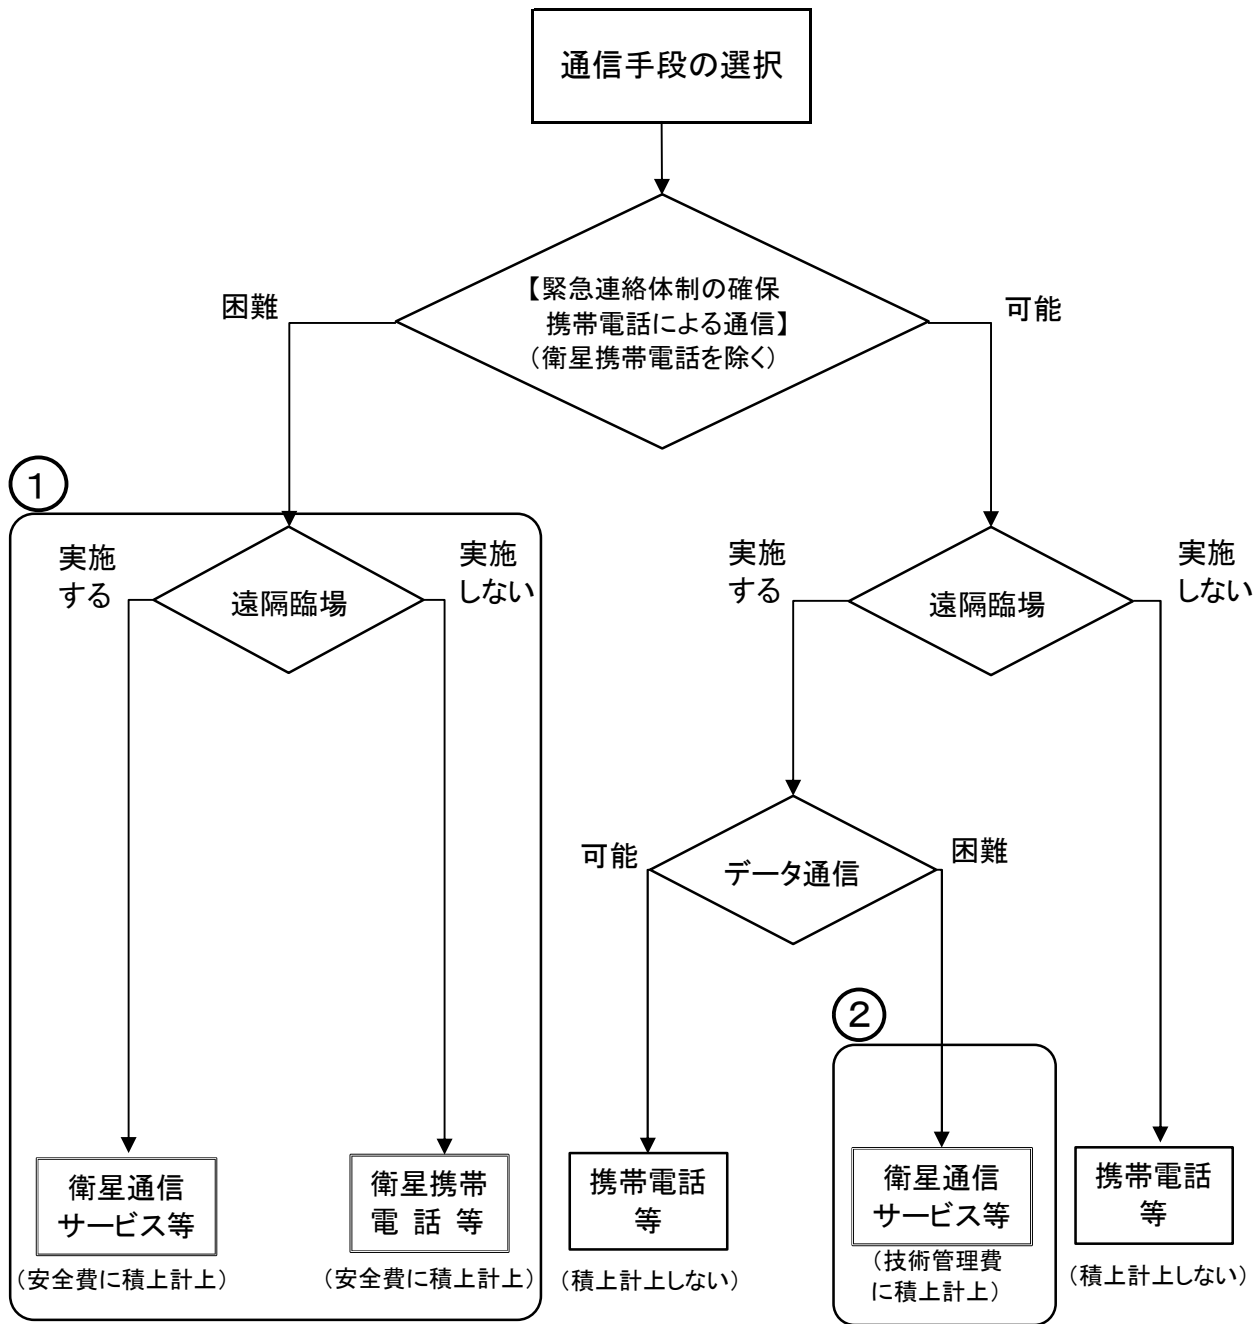 通信手段の選択
【緊急連絡体制の確保
携帯電話による通信】
(衛星携帯電話を除く)
困難
可能
①
実施
する
遠隔臨場
実施
しない
実施
する
遠隔臨場
実施
しない
可能
データ通信
困難
②
衛星通信
サービス等
(安全費に積上計上)
衛星携帯
電 話 等
(安全費に積上計上)
携帯電話
等
(積上計上しない)
衛星通信
サービス等
(技術管理費
に積上計上)
携帯電話
等
(積上計上しない)